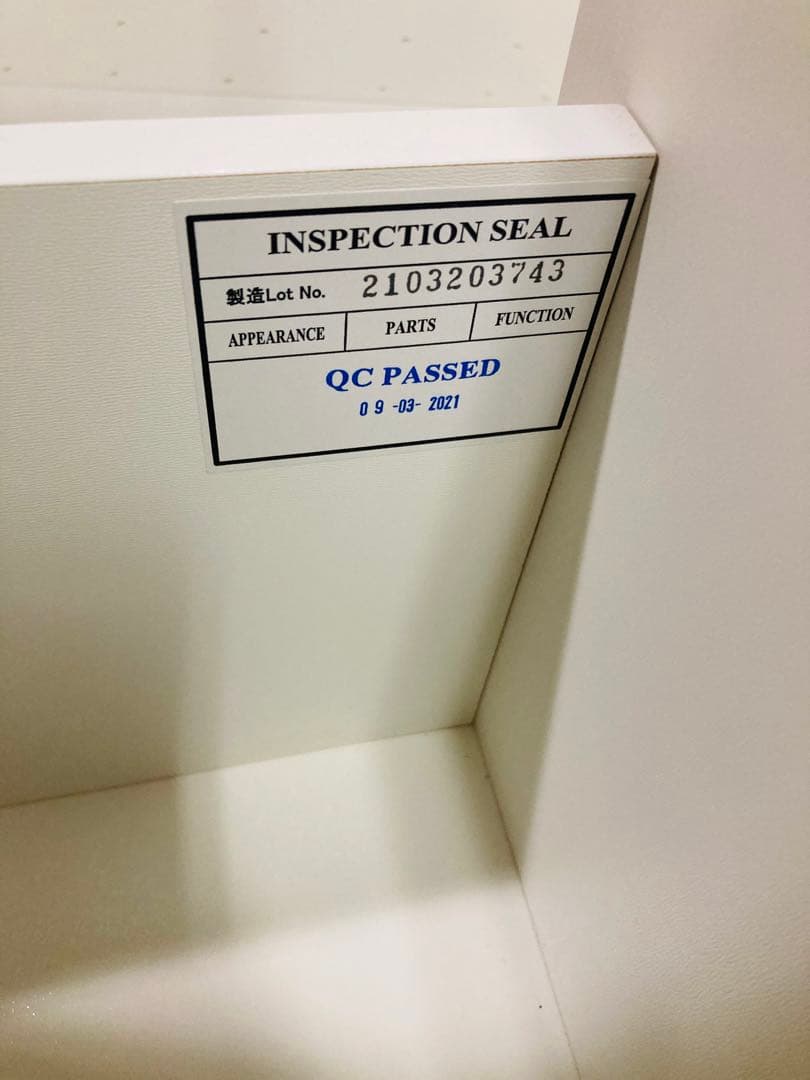 INSPECTION SEAL
製造Lot No. 2103203743
APPEARANCE PARTS FUNCTION
QC PASSED
09 -03- 2021